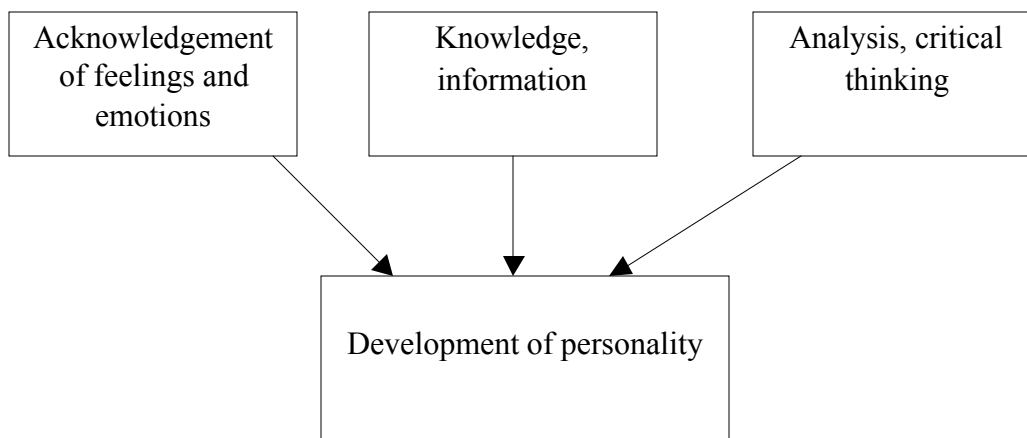 Acknowledgement
of feelings and
emotions
Knowledge,
information
Analysis, critical
thinking
Development of personality